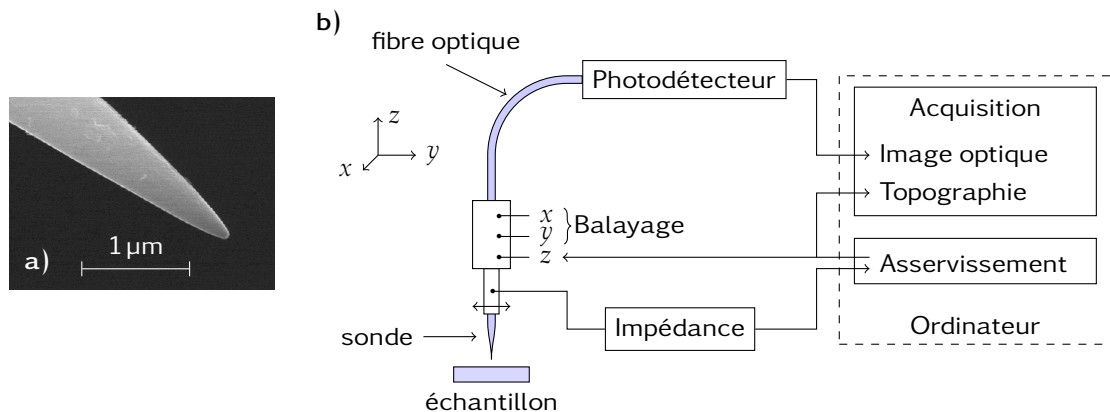 b)
fibre optique
Photodétecteur
Acquisition
Image optique
Topographie
z
y
x
a)
1 µm
x
y
Balayage
z
Asservissement
Impédance
Ordinateur
sonde
échantillon